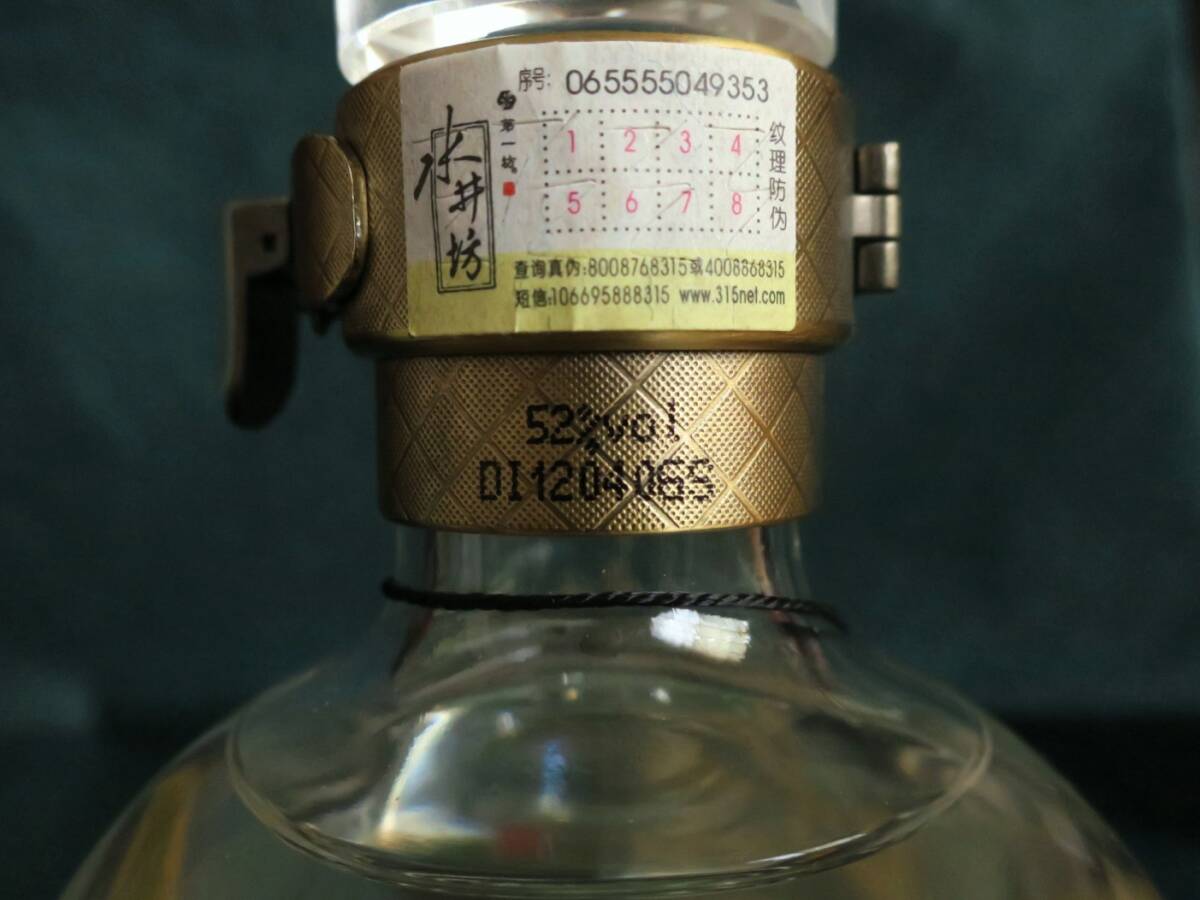 序号: 065555049353
水井坊
第一坊
1 2 3 4
5 6 7 8
纹理防伪
查询真伪:8008768315或4008868315
短信:106695888315 www.315net.com
52%vol
DI1204065